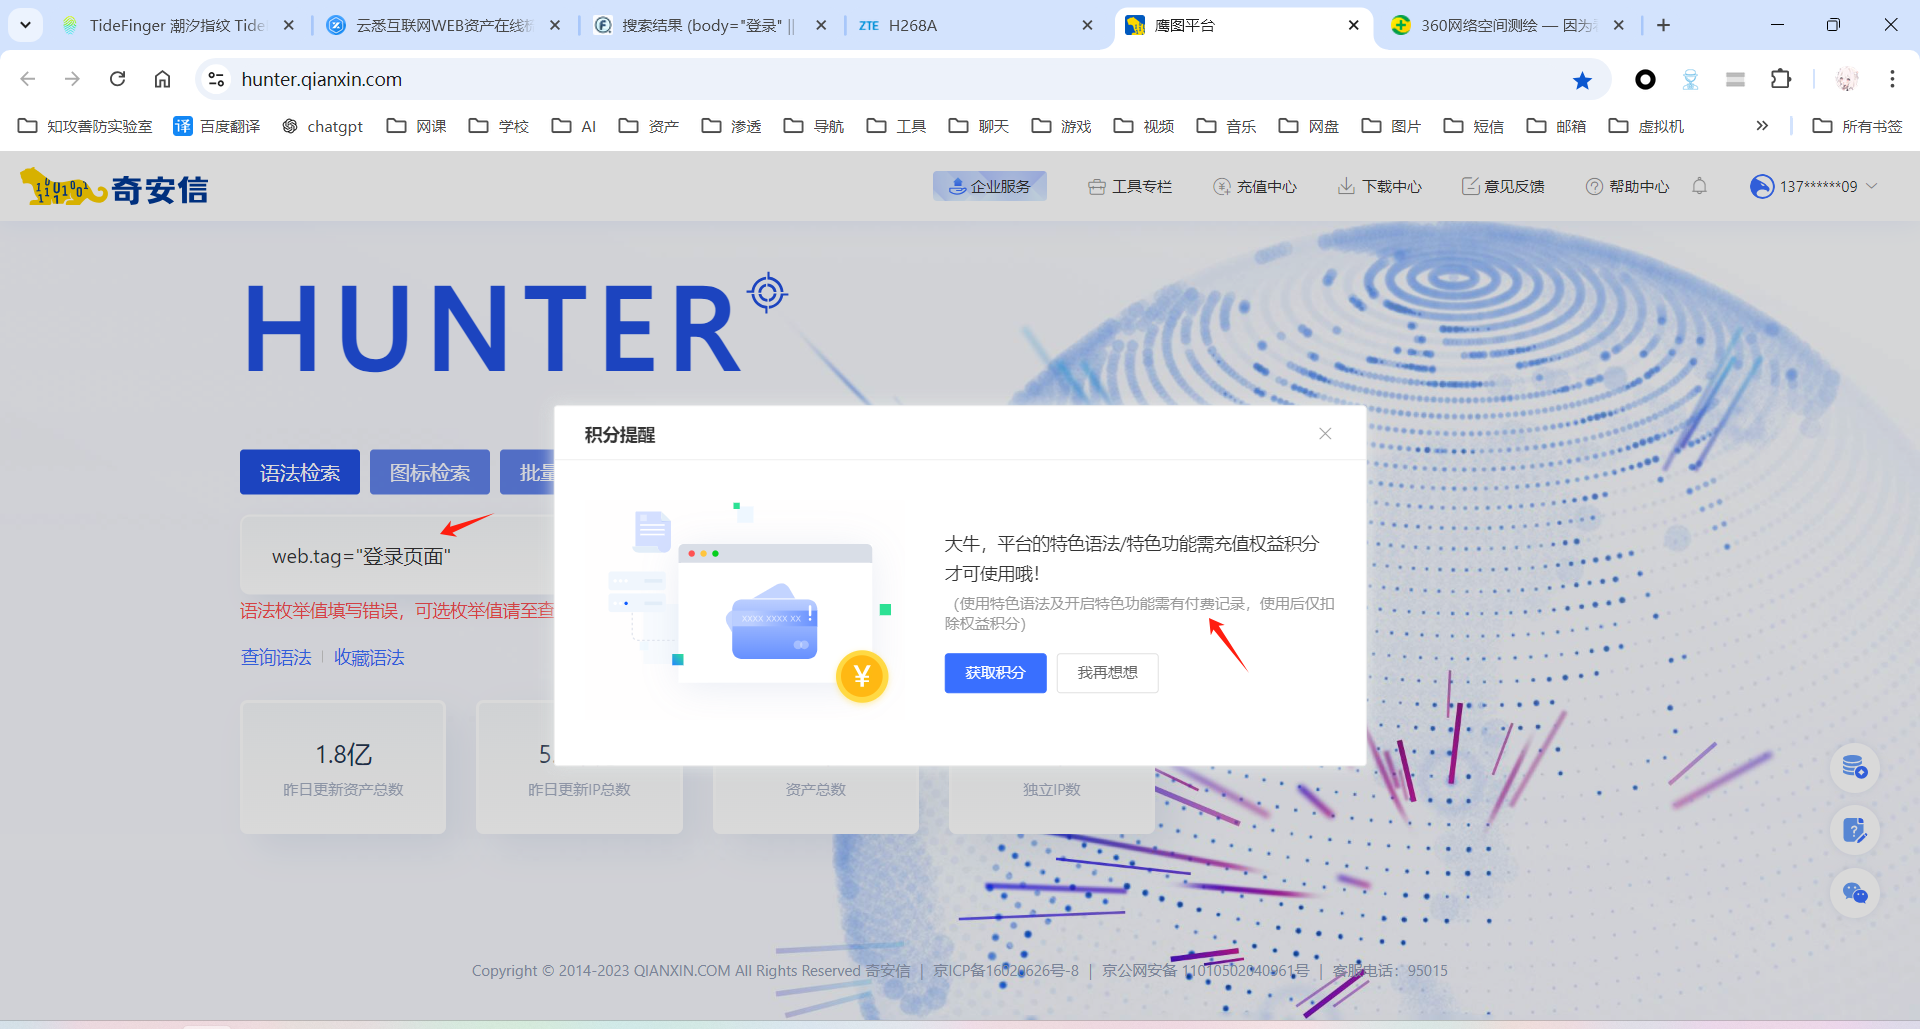 TideFinger 潮汐指纹 Tide
云悉互联网WEB资产在线
搜索结果 (body="登录" ||
ZTE H268A
鹰图平台
360网络空间测绘 — 因为
hunter.qianxin.com
知攻善防实验室
译 百度翻译
chatgpt
网课
学校
AI
资产
渗透
导航
工具
聊天
游戏
视频
音乐
网盘
图片
短信
邮箱
虚拟机
所有书签
奇安信
企业服务
工具专栏
充值中心
下载中心
意见反馈
帮助中心
137******09
HUNTER
语法检索
图标检索
批量
web.tag="登录页面"
语法枚举值填写错误，可选枚举值请至查
查询语法
收藏语法
积分提醒
XXXX XXXX XX
¥
大牛，平台的特色语法/特色功能需充值权益积分
才可使用哦！
（使用特色语法及开启特色功能需有付费记录，使用后仅扣
除权益积分）
获取积分
我再想想
1.8亿
昨日更新资产总数
5.
昨日更新IP总数
资产总数
独立IP数
Copyright © 2014-2023 QIANXIN.COM All Rights Reserved 奇安信 | 京ICP备16020626号-8 | 京公网安备 11010502040961号 | 客服电话：95015